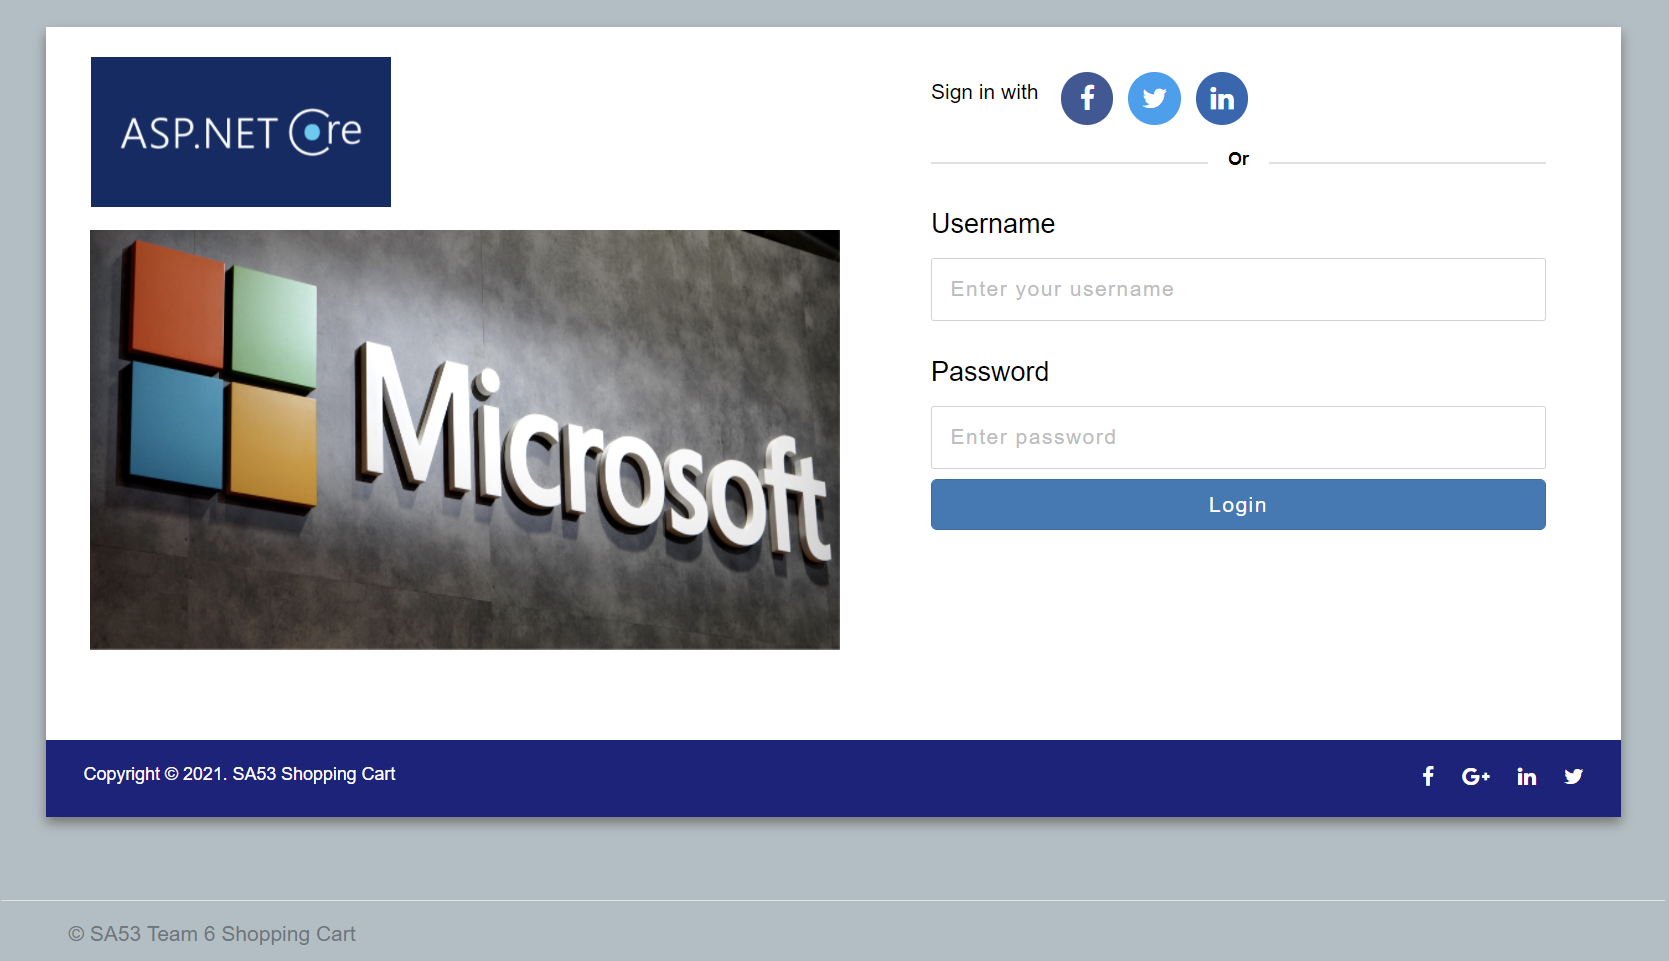 ASP.NET Core
Microsoft
Sign in with
Or
Username
Enter your username
Password
Enter password
Login
Copyright © 2021. SA53 Shopping Cart
© SA53 Team 6 Shopping Cart